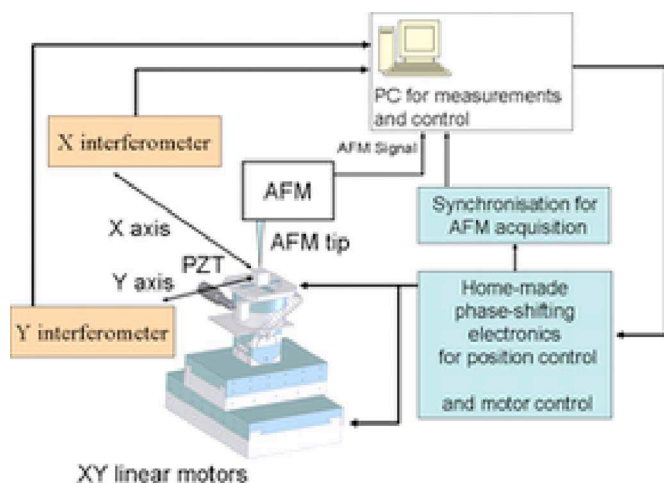 PC for measurements
and control
X interferometer
AFM Signal
AFM
Synchronisation for
AFM acquisition
X axis
AFM tip
PZT
Y axis
Home-made
phase-shifting
electronics
for position control
and motor control
Y interferometer
XY linear motors